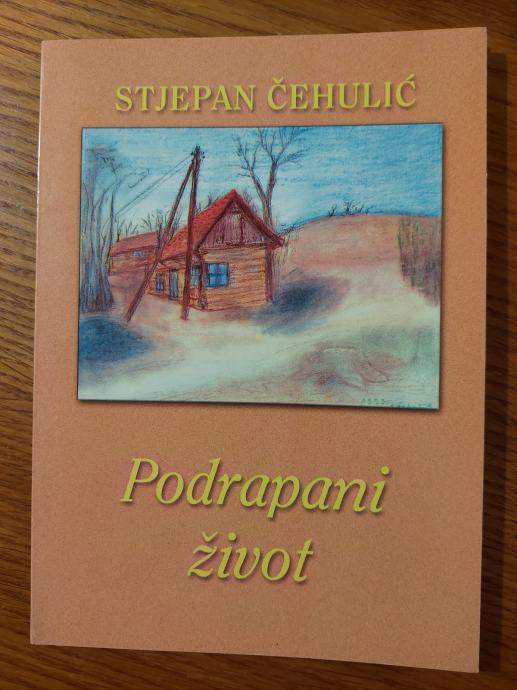 STJEPAN ČEHULIĆ
Podrapani
život